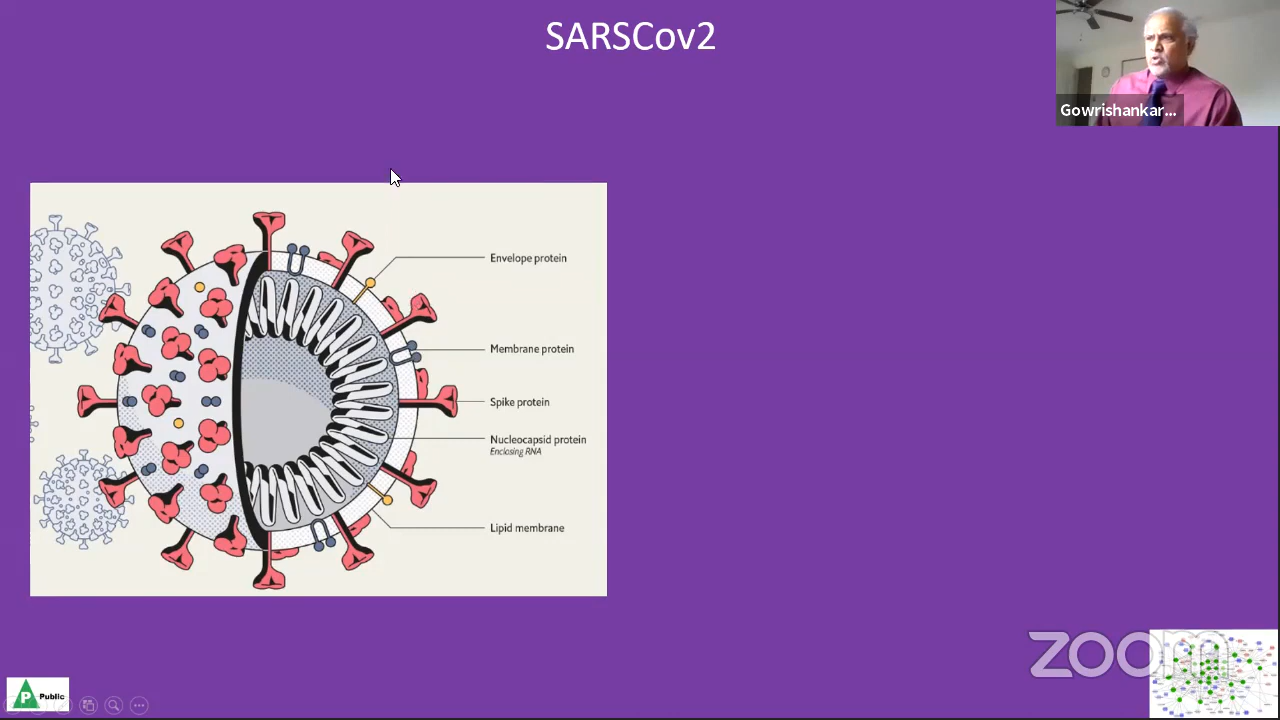 SARSCov2
Gowrishankar...
Envelope protein
Membrane protein
Spike protein
Nucleocapsid protein
Enclosing RNA
Lipid membrane
zoom
P Public